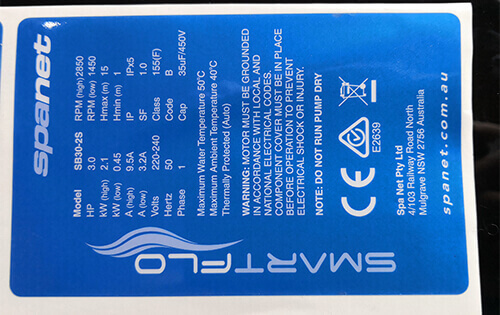 spanet
Model SB30-2S RPM (high) 2850
HP 3.0 RPM (low) 1450
kW (high) 2.1 Hmax (m) 15
kW (low) 0.45 Hmin (m) 1
A (high) 9.5A IP IPx5
A (low) 3.2A SF 1.0
Volts 220-240 Class 155(F)
Hertz 50 Code B
Phase 1 Cap 35uF/450V
Maximum Water Temperature 50°C
Maximum Ambient Temperature 40°C
Thermally Protected (Auto)
WARNING: MOTOR MUST BE GROUNDED
IN ACCORDANCE WITH LOCAL AND
NATIONAL ELECTRICAL CODES.
COMPONENT COVER MUST BE IN PLACE
BEFORE OPERATION TO PREVENT
ELECTRICAL SHOCK OR INJURY.
NOTE: DO NOT RUN PUMP DRY
CE
E2639
Spa Net Pty Ltd
4/103 Railway Road North
Mulgrave NSW 2756 Australia
spanet.com.au
SMARTFLO